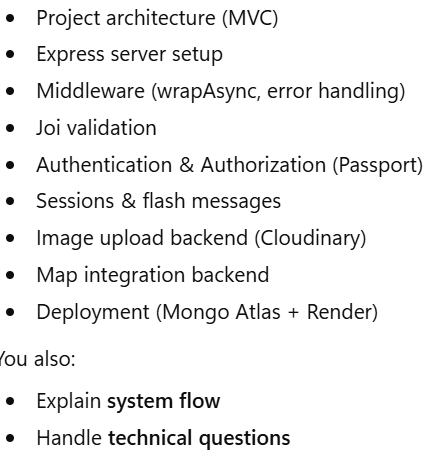 • Project architecture (MVC)
• Express server setup
• Middleware (wrapAsync, error handling)
• Joi validation
• Authentication & Authorization (Passport)
• Sessions & flash messages
• Image upload backend (Cloudinary)
• Map integration backend
• Deployment (Mongo Atlas + Render)
You also:
• Explain system flow
• Handle technical questions